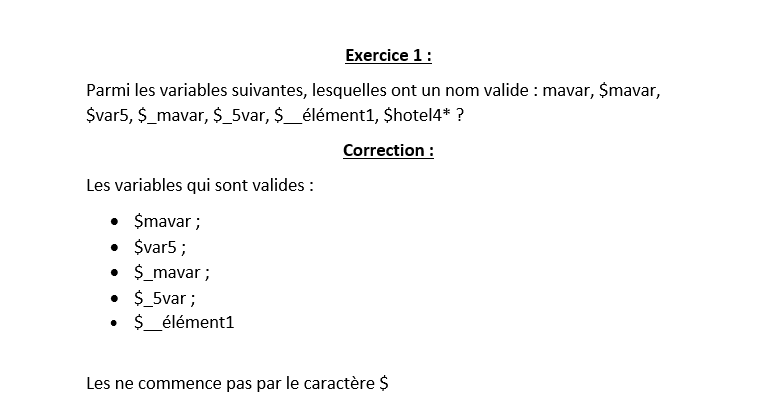 Exercice 1 :
Parmi les variables suivantes, lesquelles ont un nom valide : mavar, $mavar,
$var5, $_mavar, $_5var, $__élément1, $hotel4* ?
Correction :
Les variables qui sont valides :
• $mavar ;
• $var5 ;
• $_mavar ;
• $_5var ;
• $__élément1
Les ne commence pas par le caractère $